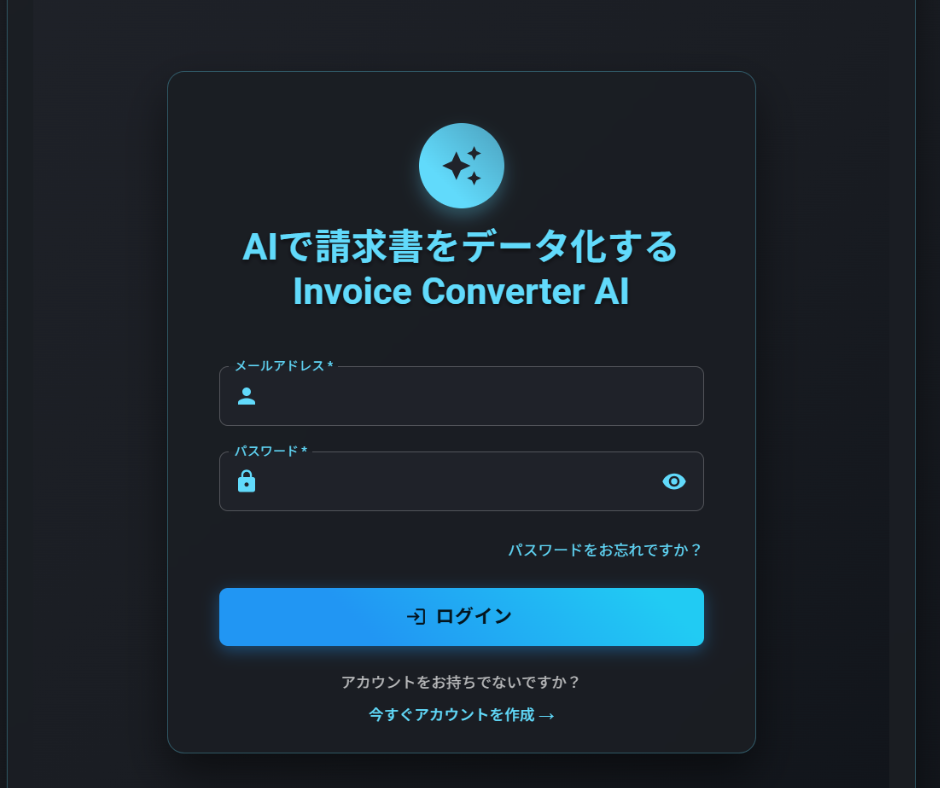 AIで請求書をデータ化する
Invoice Converter AI
メールアドレス *
パスワード *
パスワードをお忘れですか？
ログイン
アカウントをお持ちでないですか？
今すぐアカウントを作成 →